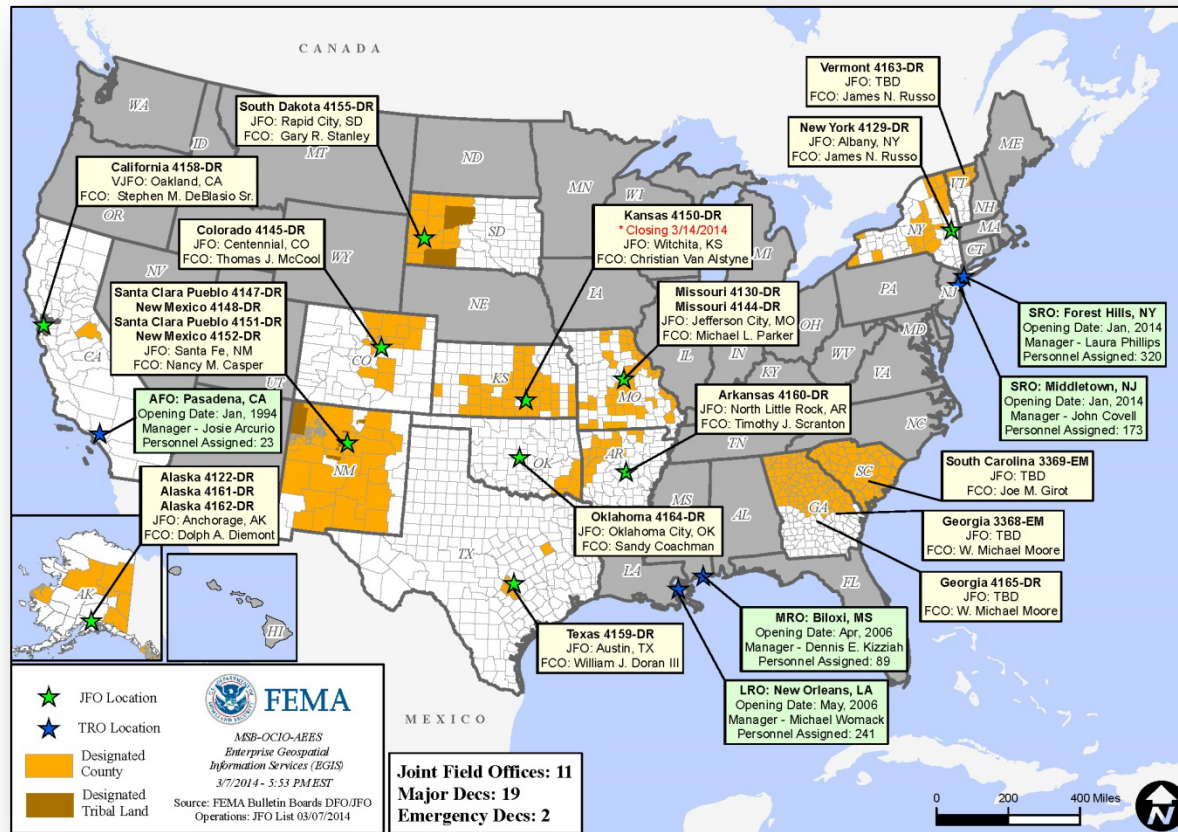 CANADA
Vermont 4163-DR
JFO: TBD
FCO: James N. Russo
New York 4129-DR
JFO: Albany, NY
FCO: James N. Russo
South Dakota 4155-DR
JFO: Rapid City, SD
FCO: Gary R. Stanley
California 4158-DR
VJFO: Oakland, CA
FCO: Stephen M. DeBlasio Sr.
Colorado 4145-DR
JFO: Centennial, CO
FCO: Thomas J. McCool
Kansas 4150-DR
* Closing 3/14/2014
JFO: Witchita, KS
FCO: Christian Van Alstyne
Santa Clara Pueblo 4147-DR
New Mexico 4148-DR
Santa Clara Pueblo 4151-DR
New Mexico 4152-DR
JFO: Santa Fe, NM
FCO: Nancy M. Casper
Missouri 4130-DR
Missouri 4144-DR
JFO: Jefferson City, MO
FCO: Michael L. Parker
SRO: Forest Hills, NY
Opening Date: Jan, 2014
Manager - Laura Phillips
Personnel Assigned: 320
AFO: Pasadena, CA
Opening Date: Jan, 1994
Manager - Josie Arcurio
Personnel Assigned: 23
Arkansas 4160-DR
JFO: North Little Rock, AR
FCO: Timothy J. Scranton
SRO: Middletown, NJ
Opening Date: Jan, 2014
Manager - John Covell
Personnel Assigned: 173
Alaska 4122-DR
Alaska 4161-DR
Alaska 4162-DR
JFO: Anchorage, AK
FCO: Dolph A. Diemont
Oklahoma 4164-DR
JFO: Oklahoma City, OK
FCO: Sandy Coachman
South Carolina 3369-EM
JFO: TBD
FCO: Joe M. Girot
Georgia 3368-EM
JFO: TBD
FCO: W. Michael Moore
Georgia 4165-DR
JFO: TBD
FCO: W. Michael Moore
Texas 4159-DR
JFO: Austin, TX
FCO: William J. Doran III
MRO: Biloxi, MS
Opening Date: Apr, 2006
Manager - Dennis E. Kizziah
Personnel Assigned: 89
LRO: New Orleans, LA
Opening Date: May, 2006
Manager - Michael Womack
Personnel Assigned: 241
WA
OR
ID
MT
ND
MN
WI
MI
ME
VT
NH
MA
CT
NY
NJ
PA
MD
SD
WY
NV
CA
UT
CO
NE
IA
IL
IN
OH
WV
VA
KY
KS
MO
NM
OK
AR
TN
NC
SC
GA
AL
MS
LA
TX
FL
AK
HI
MEXICO
JFO Location
TRO Location
Designated
County
Designated
Tribal Land
FEMA
MSB-OCIO-AEES
Enterprise Geospatial
Information Services (EGIS)
3/7/2014 - 5:53 PM EST
Source: FEMA Bulletin Boards DFO/JFO
Operations: JFO List 03/07/2014
Joint Field Offices: 11
Major Decs: 19
Emergency Decs: 2
0 200 400 Miles
N